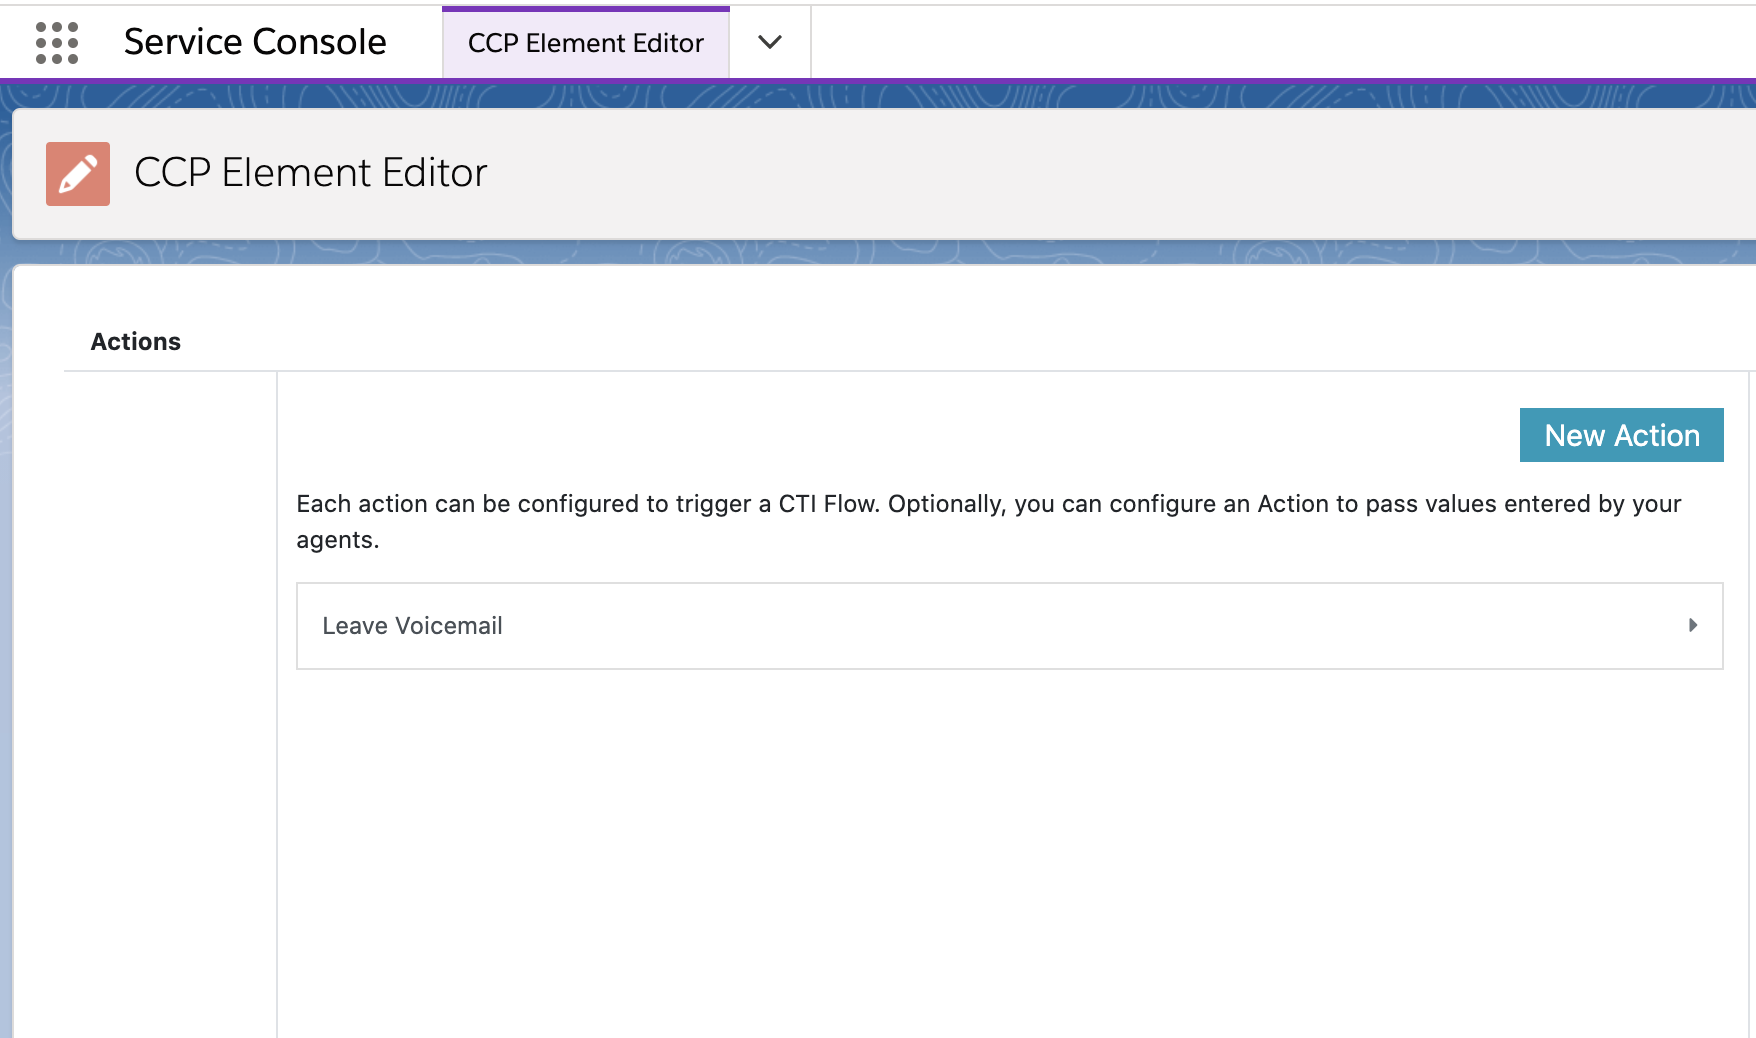 Service Console
CCP Element Editor
CCP Element Editor
Actions
New Action
Each action can be configured to trigger a CTI Flow. Optionally, you can configure an Action to pass values entered by your
agents.
Leave Voicemail